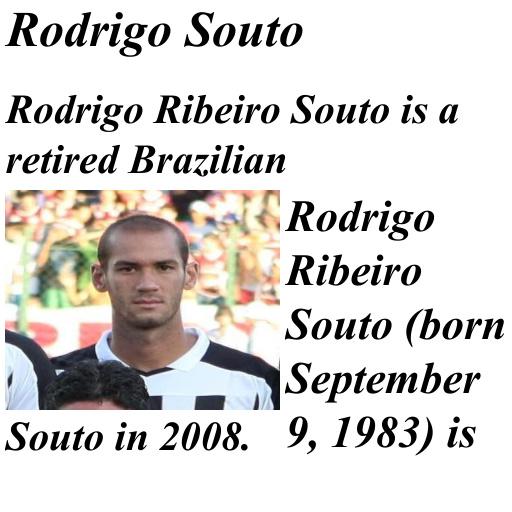 Rodrigo Souto
Rodrigo Ribeiro Souto is a
retired Brazilian
Rodrigo
Ribeiro
Souto (born
September
9, 1983) is
Souto in 2008.